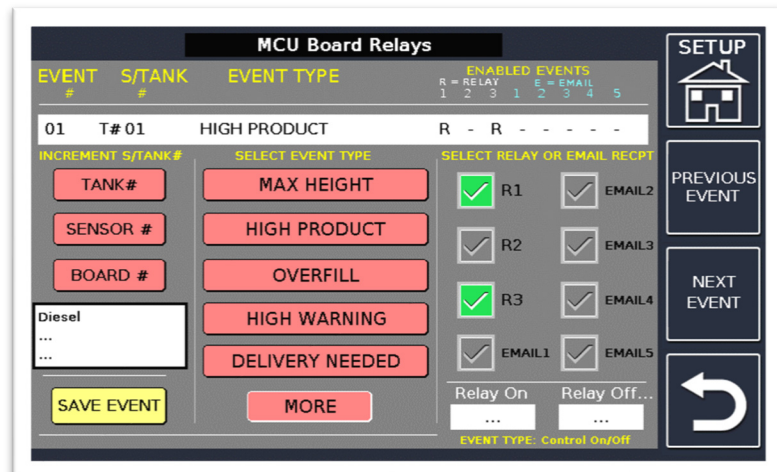 MCU Board Relays
SETUP
EVENT S/TANK EVENT TYPE ENABLED EVENTS
# # R = RELAY E = EMAIL
1 2 3 1 2 3 4 5
01 T# 01 HIGH PRODUCT R - R - - - - -
INCREMENT S/TANK# SELECT EVENT TYPE SELECT RELAY OR EMAIL RECPT
TANK# MAX HEIGHT R1 EMAIL2
PREVIOUS
EVENT
SENSOR # HIGH PRODUCT R2 EMAIL3
BOARD # OVERFILL R3 EMAIL4
NEXT
EVENT
Diesel
...
...
HIGH WARNING
DELIVERY NEEDED EMAIL1 EMAIL5
SAVE EVENT MORE
Relay On Relay Off...
... ...
EVENT TYPE: Control On/Off